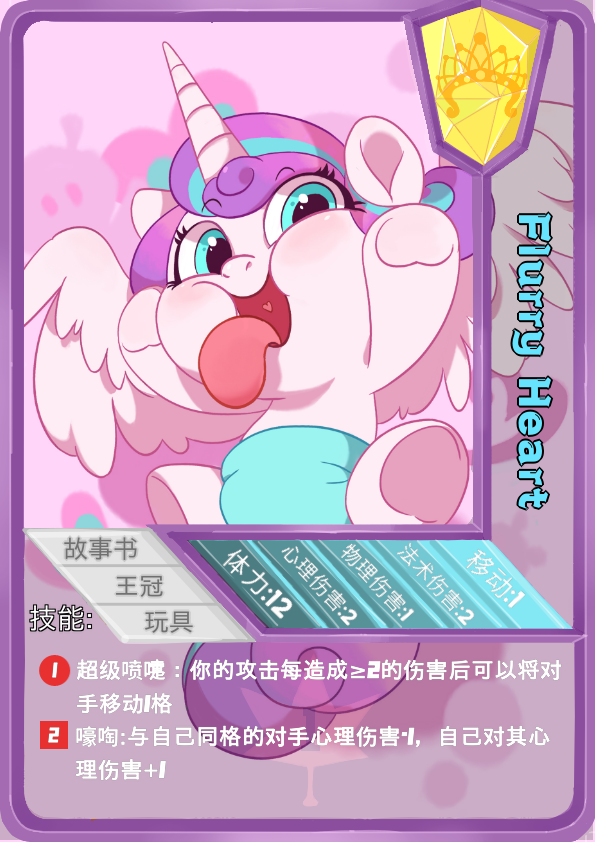 Flurry Heart
故事书
王冠
玩具
体力:12
心理伤害:2
物理伤害:1
法术伤害:2
移动:1
技能:
1 超级喷嚏：你的攻击每造成≥2的伤害后可以将对
手移动1格
2 嚎啕:与自己同格的对手心理伤害-1，自己对其心
理伤害+1